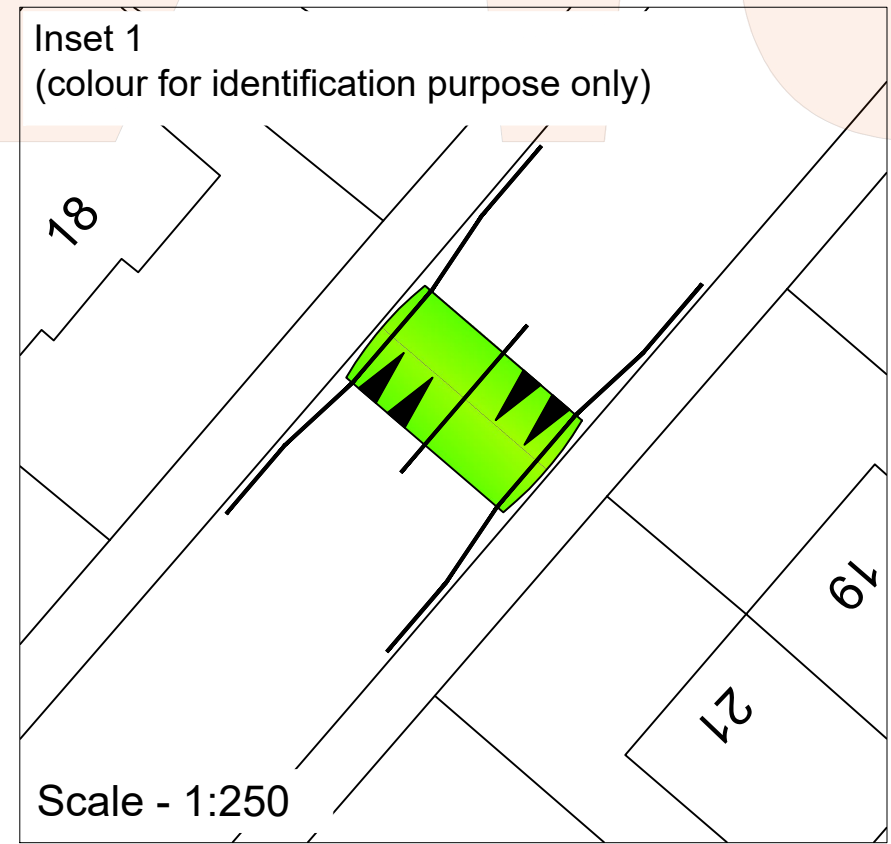 Inset 1
(colour for identification purpose only)
18
19
21
Scale - 1:250